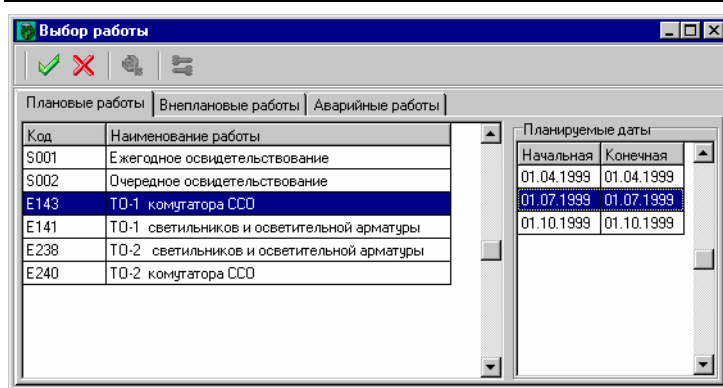 Выбор работы
Плановые работы Внеплановые работы Аварийные работы
Код Наименование работы
S001 Ежегодное освидетельствование
S002 Очередное освидетельствование
E143 ТО-1 комутатора ССО
E141 ТО-1 светильников и осветительной арматуры
E238 ТО-2 светильников и осветительной арматуры
E240 ТО-2 комутатора ССО
Планируемые даты
Начальная Конечная
01.04.1999 01.04.1999
01.07.1999 01.07.1999
01.10.1999 01.10.1999